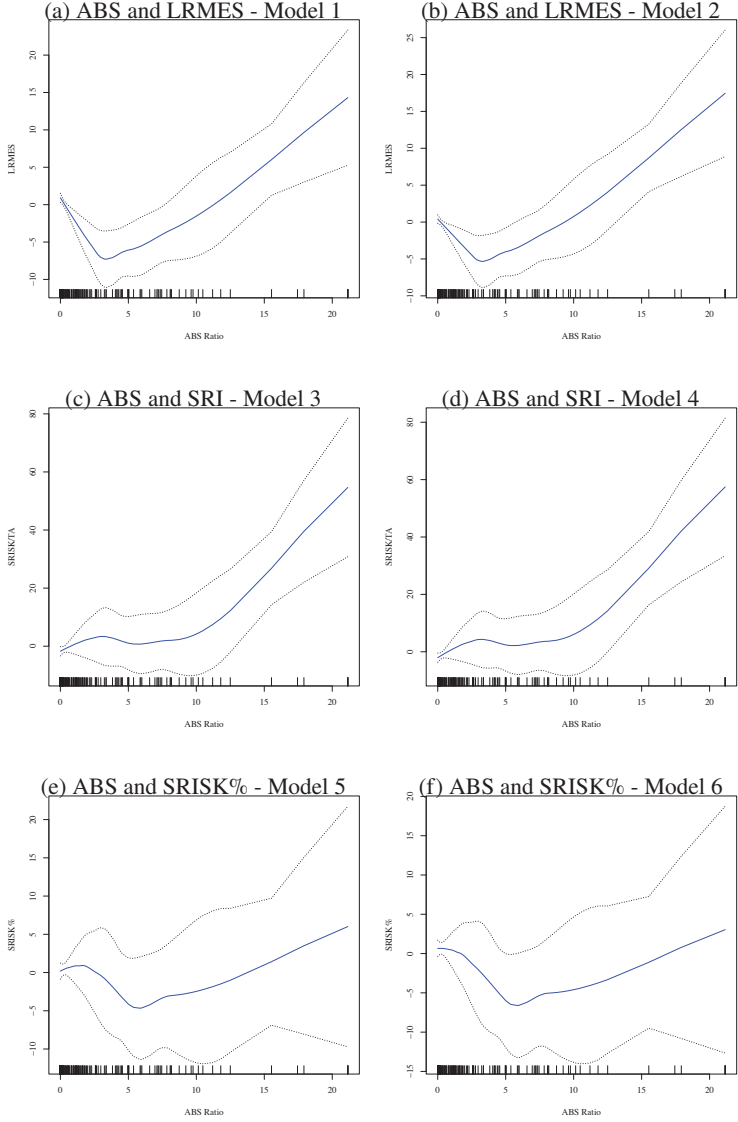 (a) ABS and LRMES - Model 1
LRMES
20
15
10
5
0
−5
−10
0 5 10 15 20
ABS Ratio
(b) ABS and LRMES - Model 2
LRMES
25
20
15
10
5
0
−5
−10
0 5 10 15 20
ABS Ratio
(c) ABS and SRI - Model 3
SRISK/TA
80
60
40
20
0
0 5 10 15 20
ABS Ratio
(d) ABS and SRI - Model 4
SRISK/TA
80
60
40
20
0
0 5 10 15 20
ABS Ratio
(e) ABS and SRISK% - Model 5
SRISK%
20
15
10
5
0
−5
−10
0 5 10 15 20
ABS Ratio
(f) ABS and SRISK% - Model 6
SRISK%
20
15
10
5
0
−5
−10
−15
0 5 10 15 20
ABS Ratio